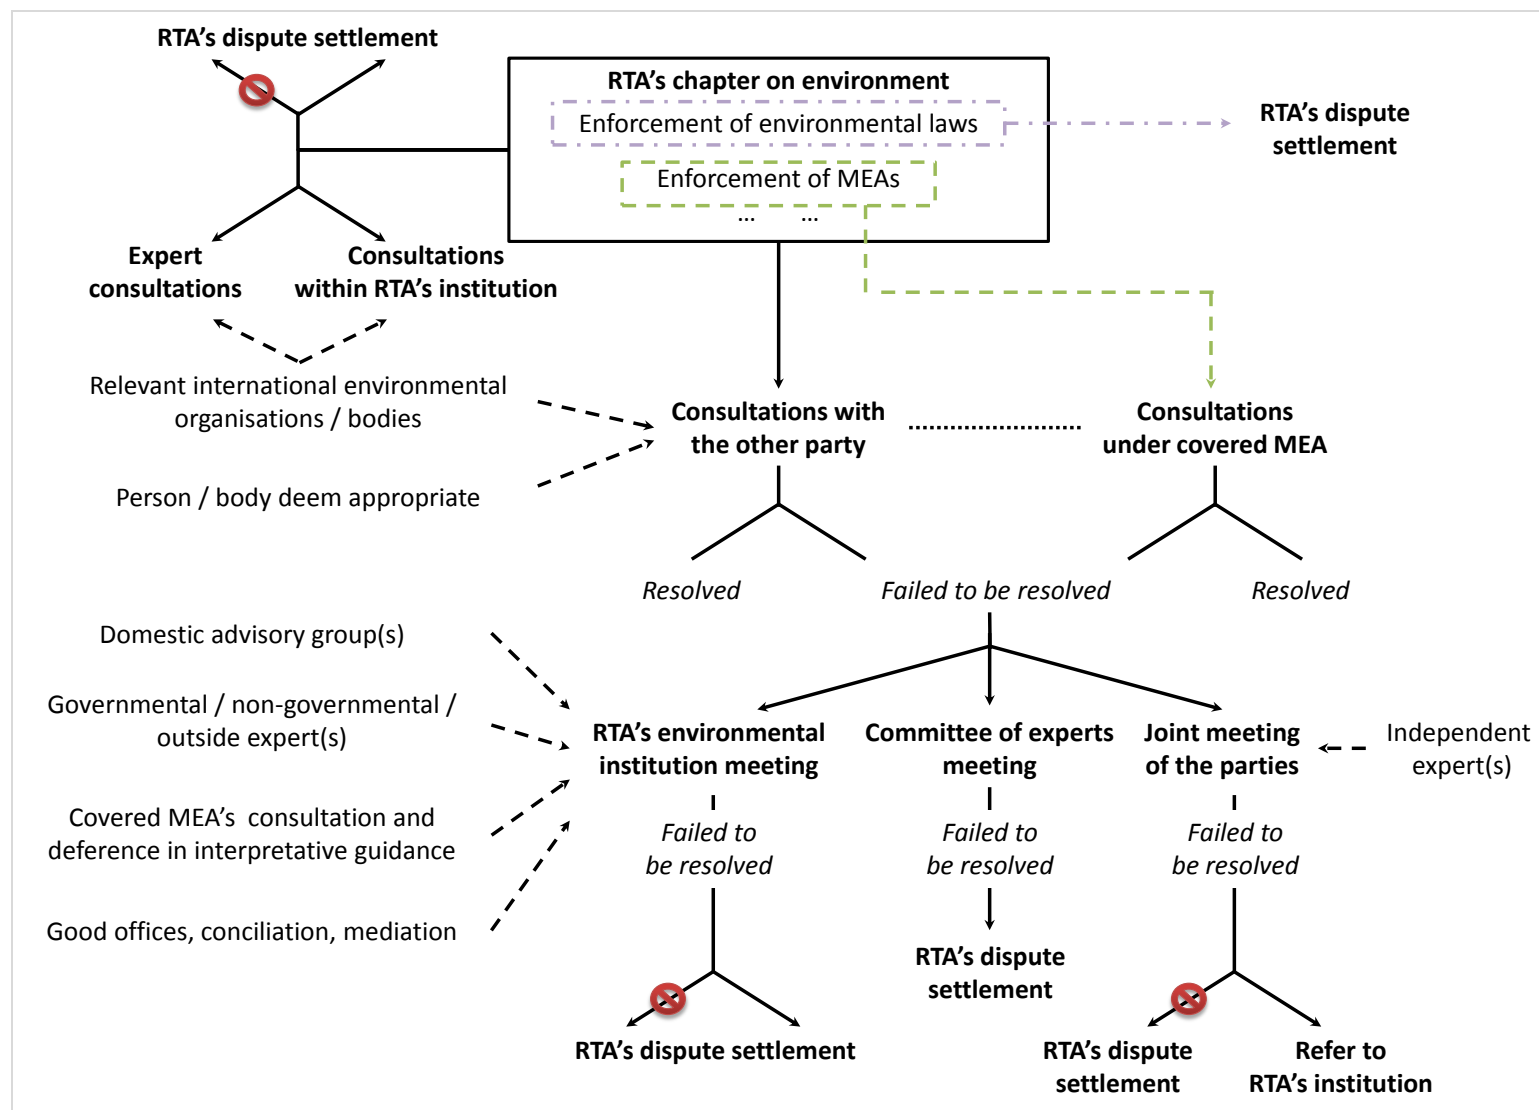 RTA’s dispute settlement
RTA’s chapter on environment
Enforcement of environmental laws
Enforcement of MEAs
... ...
RTA’s dispute
settlement
Expert
consultations
Consultations
within RTA’s institution
Relevant international environmental
organisations / bodies
Person / body deem appropriate
Consultations with
the other party
Consultations
under covered MEA
Resolved
Failed to be resolved
Resolved
Domestic advisory group(s)
Governmental / non-governmental /
outside expert(s)
Covered MEA’s consultation and
deference in interpretative guidance
Good offices, conciliation, mediation
RTA’s environmental
institution meeting
Committee of experts
meeting
Joint meeting
of the parties
Independent
expert(s)
Failed to
be resolved
Failed to
be resolved
Failed to
be resolved
RTA’s dispute settlement
RTA’s dispute
settlement
RTA’s dispute
settlement
Refer to
RTA’s institution